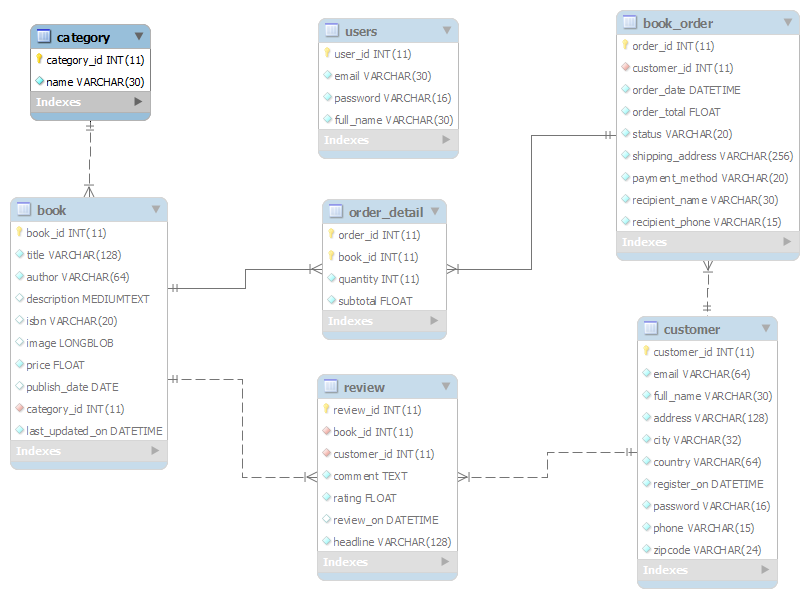 category
category_id INT(11)
name VARCHAR(30)
Indexes
users
user_id INT(11)
email VARCHAR(30)
password VARCHAR(16)
full_name VARCHAR(30)
Indexes
book_order
order_id INT(11)
customer_id INT(11)
order_date DATETIME
order_total FLOAT
status VARCHAR(20)
shipping_address VARCHAR(256)
payment_method VARCHAR(20)
recipient_name VARCHAR(30)
recipient_phone VARCHAR(15)
Indexes
book
book_id INT(11)
title VARCHAR(128)
author VARCHAR(64)
description MEDIUMTEXT
isbn VARCHAR(20)
image LONGBLOB
price FLOAT
publish_date DATE
category_id INT(11)
last_updated_on DATETIME
Indexes
order_detail
order_id INT(11)
book_id INT(11)
quantity INT(11)
subtotal FLOAT
Indexes
review
review_id INT(11)
book_id INT(11)
customer_id INT(11)
comment TEXT
rating FLOAT
review_on DATETIME
headline VARCHAR(128)
Indexes
customer
customer_id INT(11)
email VARCHAR(64)
full_name VARCHAR(30)
address VARCHAR(128)
city VARCHAR(32)
country VARCHAR(64)
register_on DATETIME
password VARCHAR(16)
phone VARCHAR(15)
zipcode VARCHAR(24)
Indexes